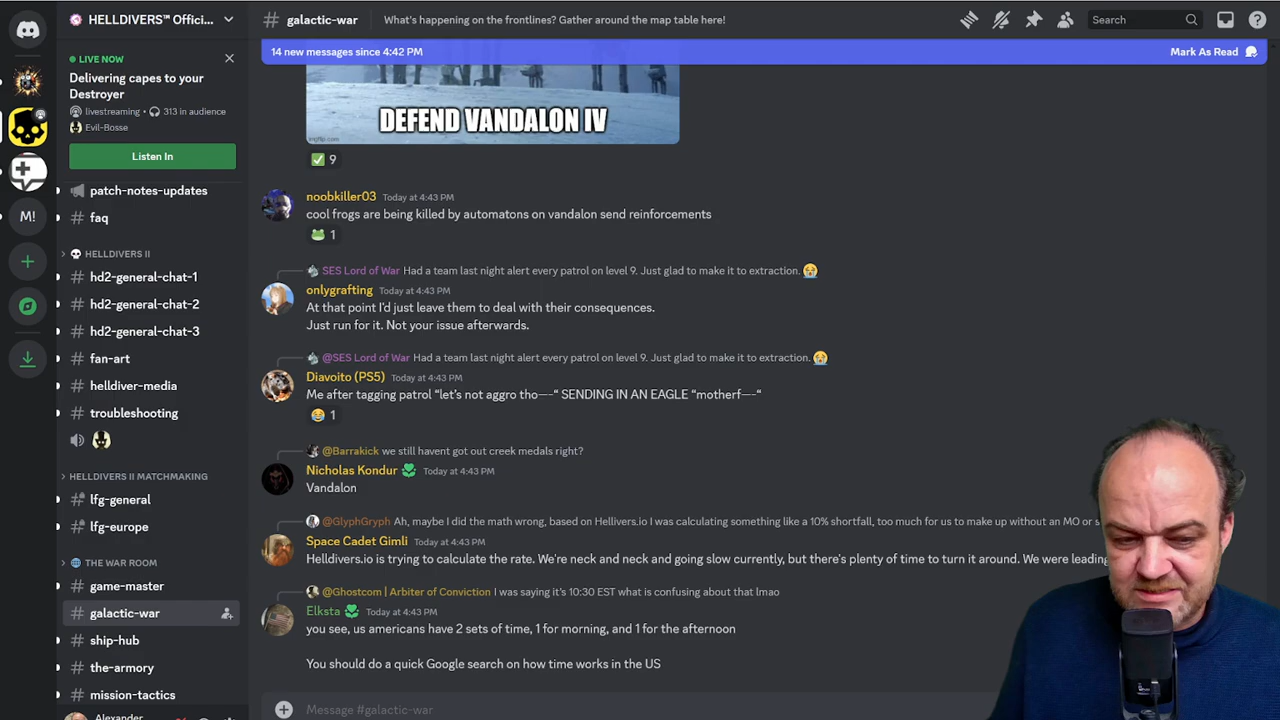 HELLDIVERS™ Offici...
# galactic-war
What's happening on the frontlines? Gather around the map table here!
Search
14 new messages since 4:42 PM
Mark As Read
LIVE NOW
Delivering capes to your
Destroyer
livestreaming • 313 in audience
Evil-Bosse
Listen In
patch-notes-updates
faq
HELLDIVERS II
hd2-general-chat-1
hd2-general-chat-2
hd2-general-chat-3
fan-art
helldiver-media
troubleshooting
HELLDIVERS II MATCHMAKING
lfg-general
lfg-europe
THE WAR ROOM
game-master
galactic-war
ship-hub
the-armory
mission-tactics
Alexander
M!
DEFEND VANDALON IV
imgflip.com
9
noobkiller03 Today at 4:43 PM
cool frogs are being killed by automatons on vandalon send reinforcements
1
SES Lord of War Had a team last night alert every patrol on level 9. Just glad to make it to extraction. 😭
onlygrafting Today at 4:43 PM
At that point I'd just leave them to deal with their consequences.
Just run for it. Not your issue afterwards.
@SES Lord of War Had a team last night alert every patrol on level 9. Just glad to make it to extraction. 😭
Diavoito (PS5) Today at 4:43 PM
Me after tagging patrol “let's not aggro tho—-“ SENDING IN AN EAGLE “motherf—-“
1
@Barrakick we still havent got out creek medals right?
Nicholas Kondur Today at 4:43 PM
Vandalon
@GlyphGryph Ah, maybe I did the math wrong, based on Hellivers.io I was calculating something like a 10% shortfall, too much for us to make up without an MO or s
Space Cadet Gimli Today at 4:43 PM
Helldivers.io is trying to calculate the rate. We're neck and neck and going slow currently, but there's plenty of time to turn it around. We were leading
@Ghostcom | Arbiter of Conviction I was saying it's 10:30 EST what is confusing about that lmao
Elksta Today at 4:43 PM
you see, us americans have 2 sets of time, 1 for morning, and 1 for the afternoon
You should do a quick Google search on how time works in the US
Message #galactic-war